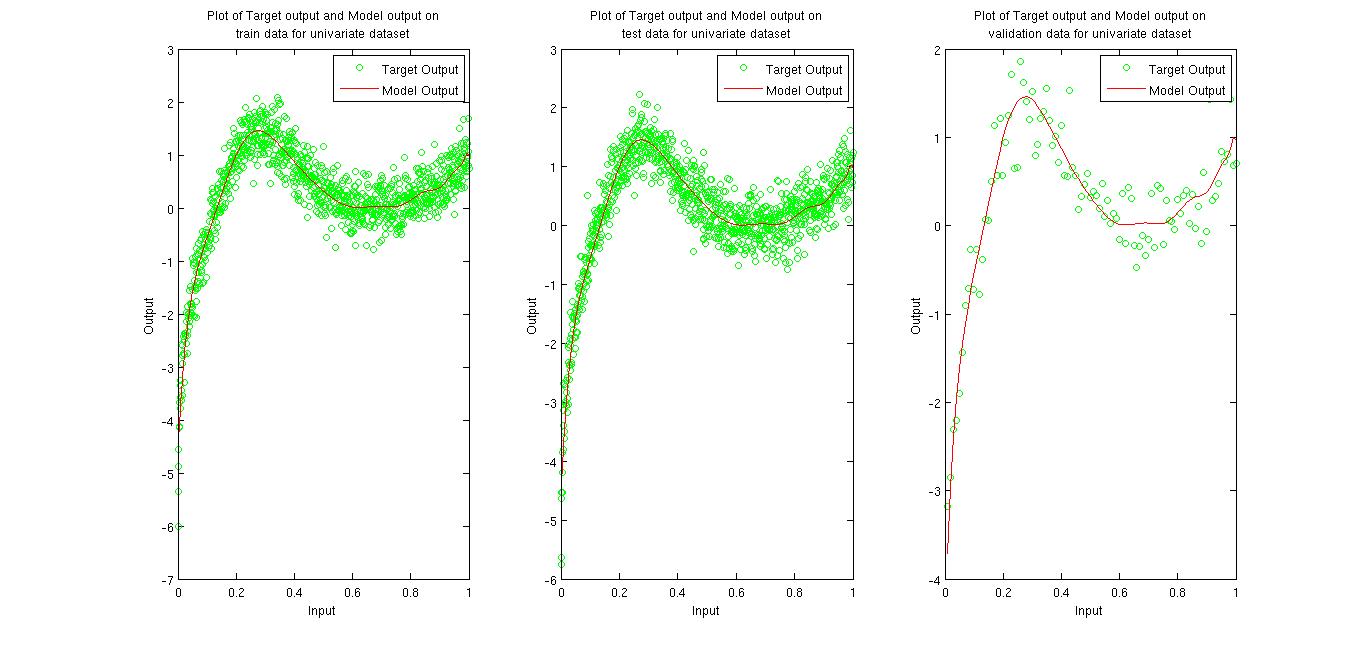 Plot of Target output and Model output on
train data for univariate dataset
3
2
1
0
-1
-2
-3
-4
-5
-6
-7
Output
0
0.2
0.4
0.6
0.8
1
Input
Target Output
Model Output
Plot of Target output and Model output on
test data for univariate dataset
3
2
1
0
-1
-2
-3
-4
-5
-6
Output
0
0.2
0.4
0.6
0.8
1
Input
Target Output
Model Output
Plot of Target output and Model output on
validation data for univariate dataset
2
1
0
-1
-2
-3
-4
Output
0
0.2
0.4
0.6
0.8
1
Input
Target Output
Model Output